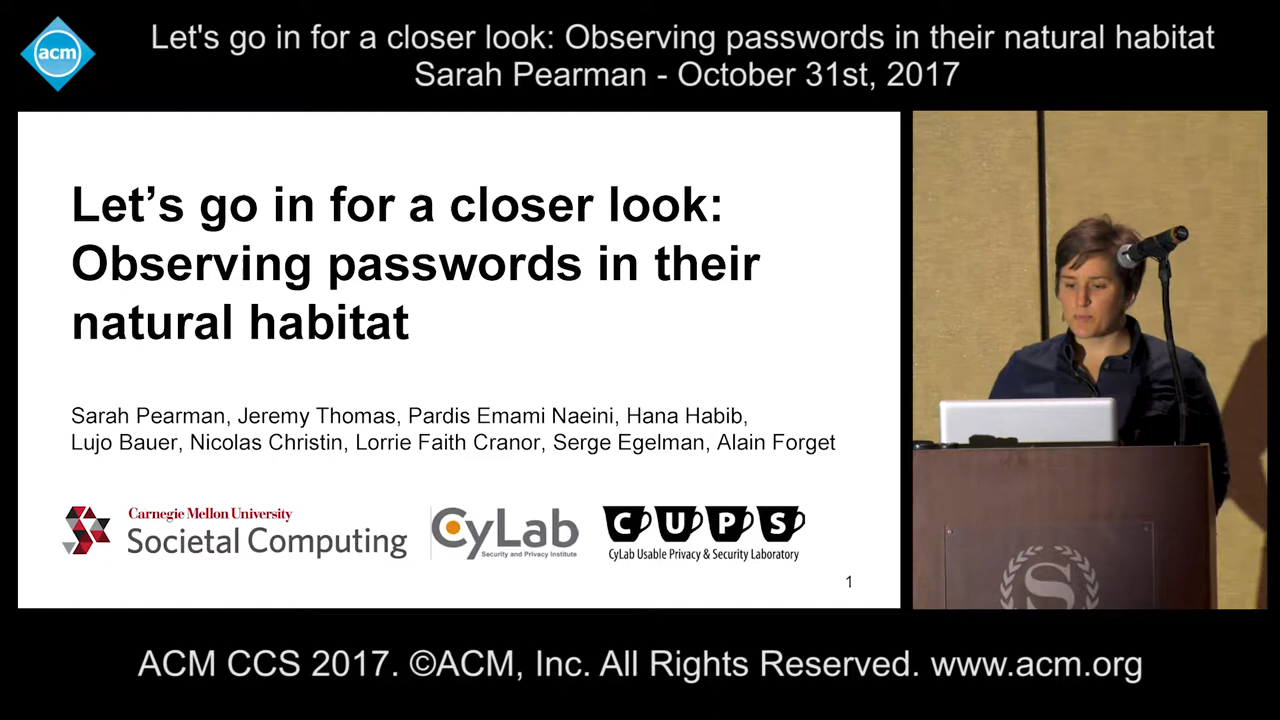 acm
Let's go in for a closer look: Observing passwords in their natural habitat
Sarah Pearman - October 31st, 2017
Let’s go in for a closer look:
Observing passwords in their
natural habitat
Sarah Pearman, Jeremy Thomas, Pardis Emami Naeini, Hana Habib,
Lujo Bauer, Nicolas Christin, Lorrie Faith Cranor, Serge Egelman, Alain Forget
Carnegie Mellon University
Societal Computing
CyLab
Security and Privacy Institute
CUPS
CyLab Usable Privacy & Security Laboratory
1
S
ACM CCS 2017. ©ACM, Inc. All Rights Reserved. www.acm.org